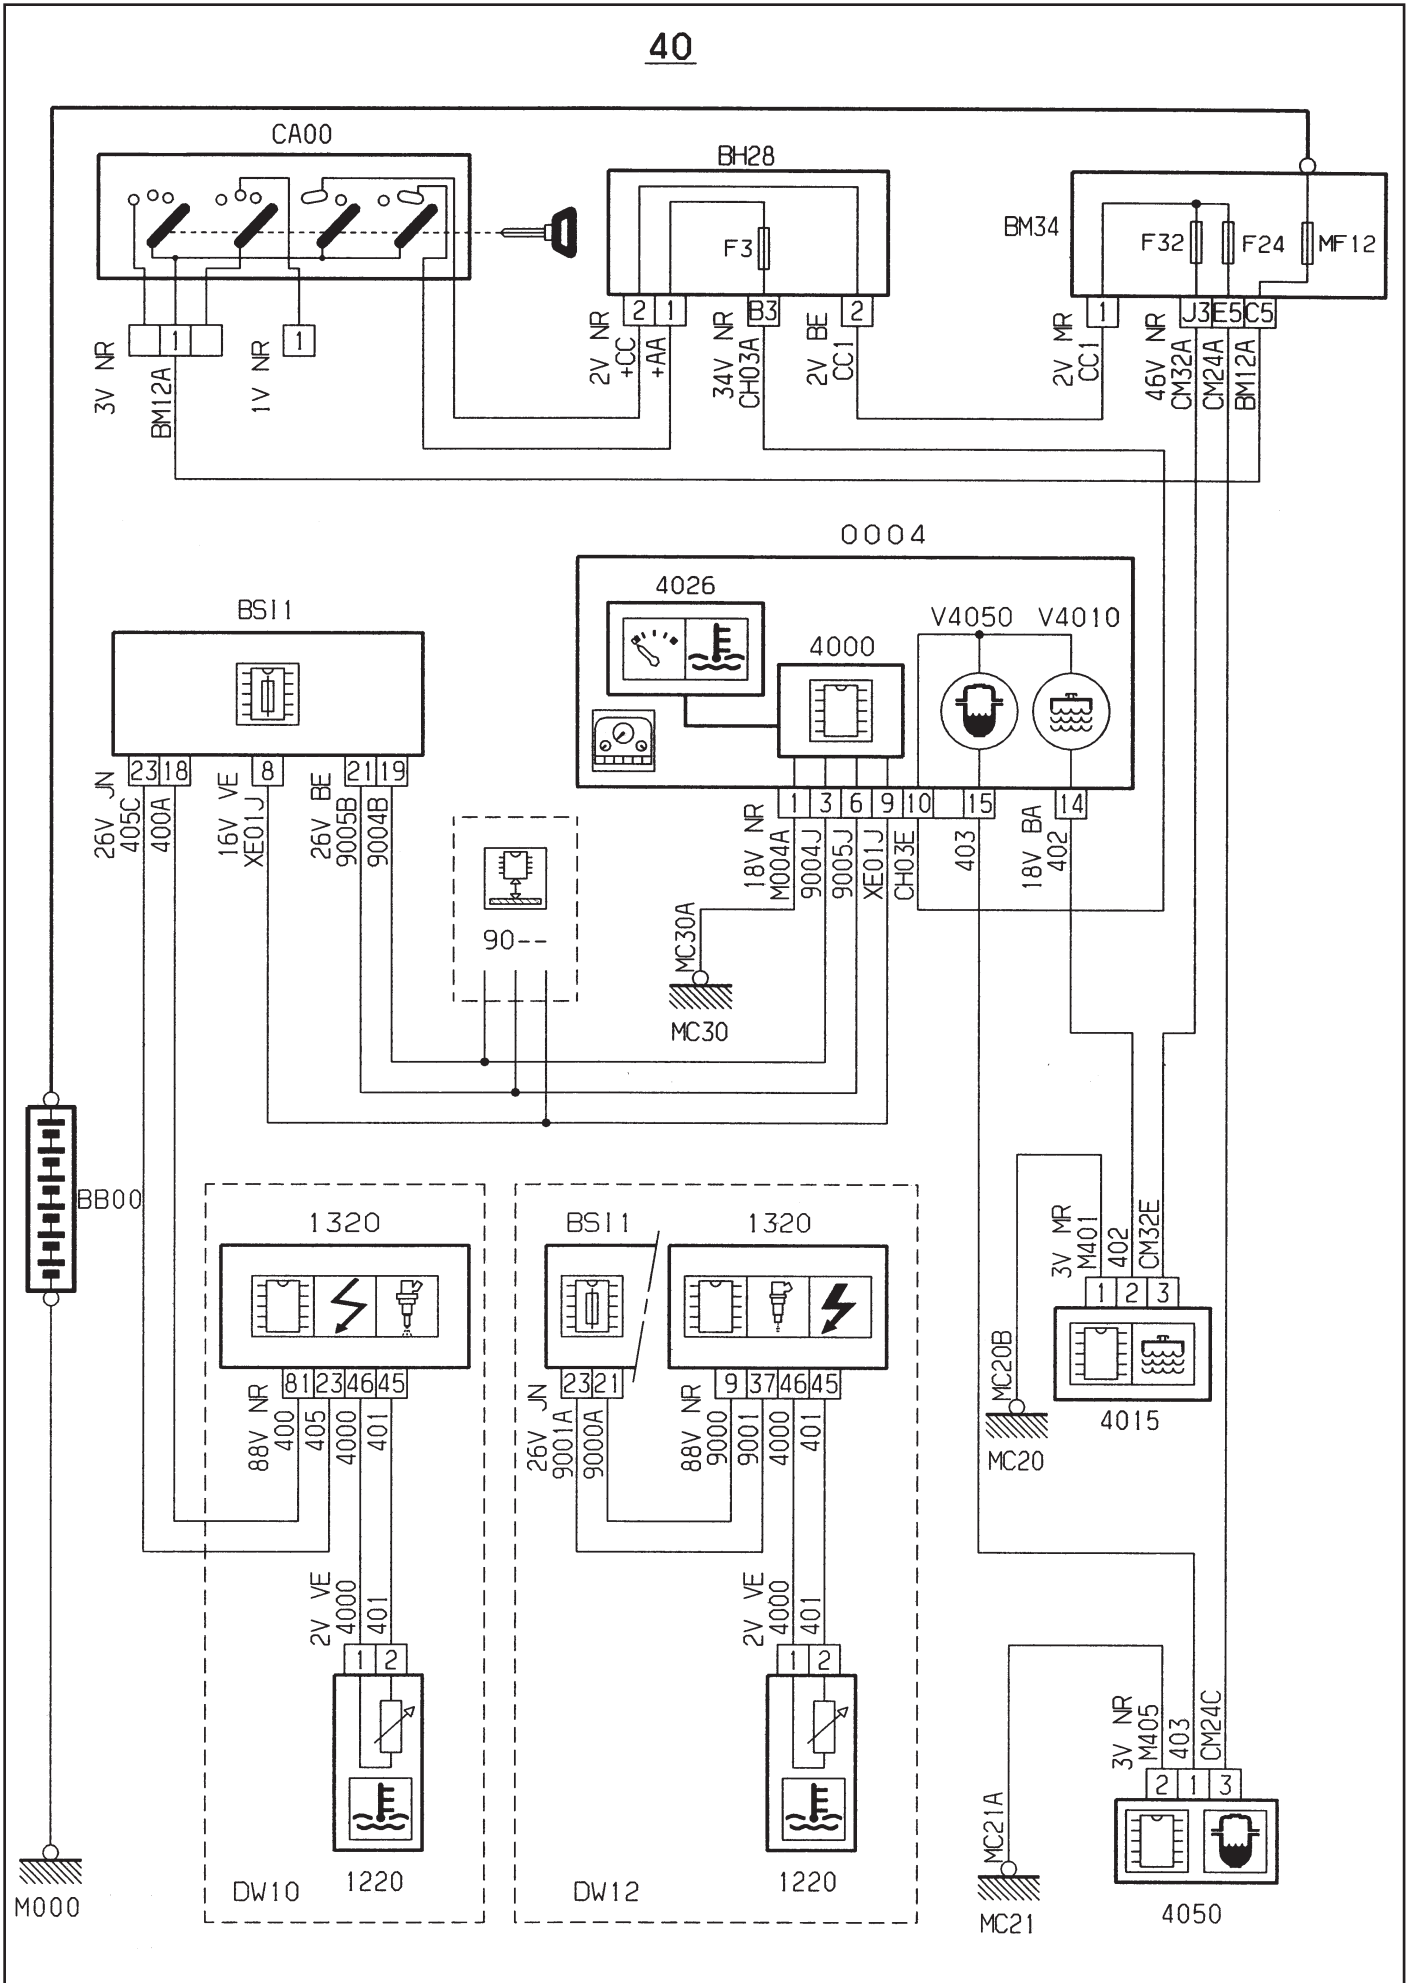 40
CA00
BH28
BM34
F3
F32
F24
MF12
2
1
B3
2
1
J3
E5
C5
1
1
3V NR
BM12A
1V NR
2V NR
+CC
+AA
34V NR
CH03A
2V BE
CC1
2V MR
CC1
46V NR
CM32A
CM24A
BM12A
0004
4026
V4050
V4010
4000
BSI1
23
18
8
21
19
1
3
6
9
10
15
14
26V JN
405C
400A
16V VE
XE01J
26V BE
9005B
9004B
18V NR
M004A
9004J
9005J
XE01J
CH03E
403
18V BA
402
90--
MC30A
MC30
BB00
1320
BSI1
1320
3V MR
M401
402
CM32E
1
2
3
81
23
46
45
23
21
9
37
46
45
88V NR
400
405
4000
401
26V JN
9001A
9000A
88V NR
9000
9001
4000
401
MC20B
MC20
4015
2V VE
4000
401
2V VE
4000
401
1
2
1
2
3V NR
M405
403
CM24C
2
1
3
MC21A
MC21
1220
DW10
1220
DW12
4050
M000